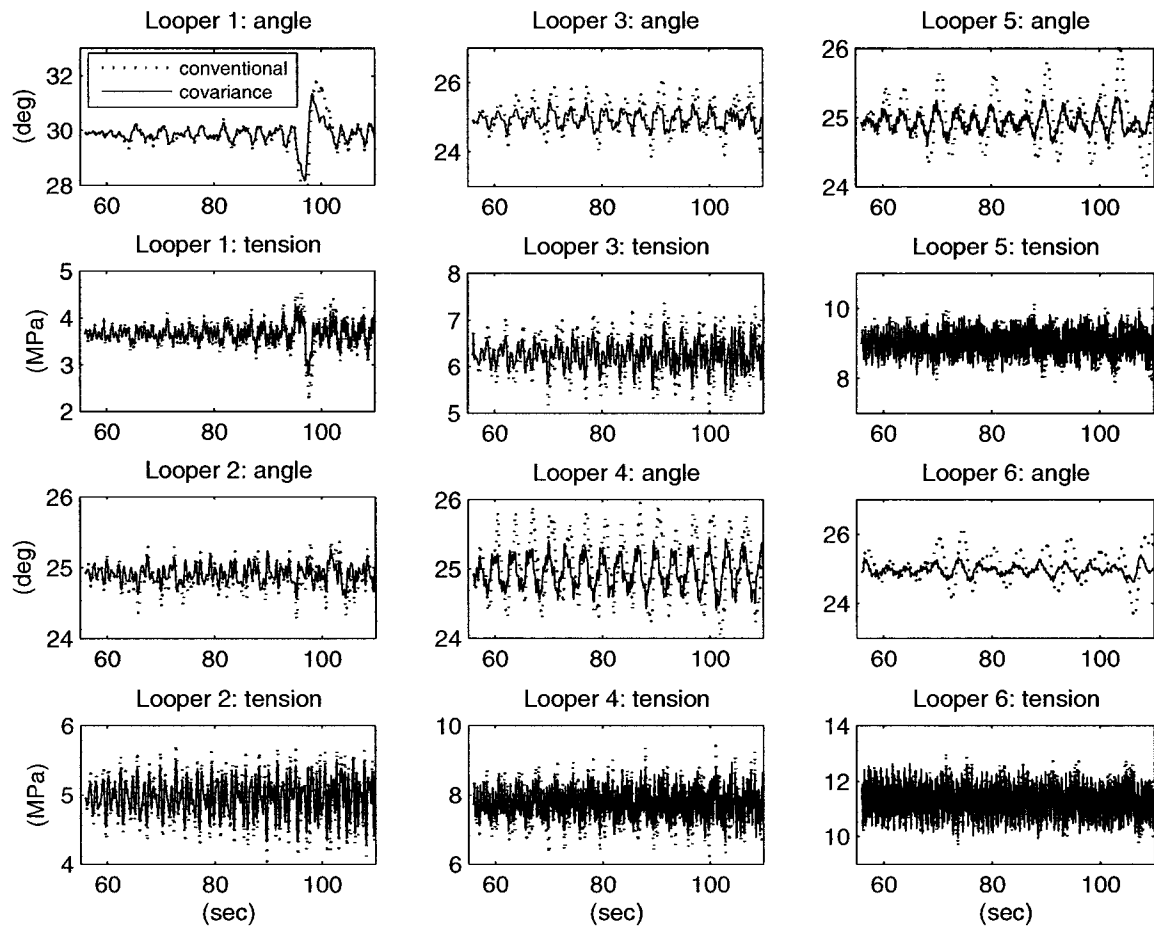 Looper 1: angle
Looper 3: angle
Looper 5: angle
(deg)
32
30
28
conventional
covariance
60 80 100
26
24
60 80 100
26
25
24
60 80 100
Looper 1: tension
Looper 3: tension
Looper 5: tension
(MPa)
5
4
3
2
60 80 100
8
7
6
5
60 80 100
10
8
60 80 100
Looper 2: angle
Looper 4: angle
Looper 6: angle
(deg)
26
25
24
60 80 100
26
25
24
60 80 100
26
24
60 80 100
Looper 2: tension
Looper 4: tension
Looper 6: tension
(MPa)
6
5
4
60 80 100
(sec)
10
8
6
60 80 100
(sec)
14
12
10
60 80 100
(sec)